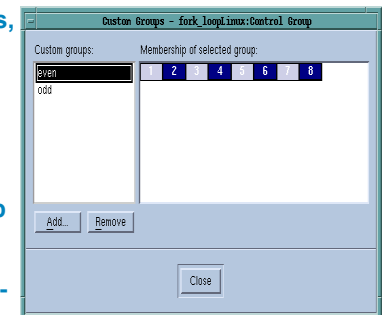 s,
Custom Groups - fork_loopLinux:Control Group
Custom groups:
Membership of selected group:
even
1 2 3 4 5 6 7 8
odd
Add... Remove
-
Close